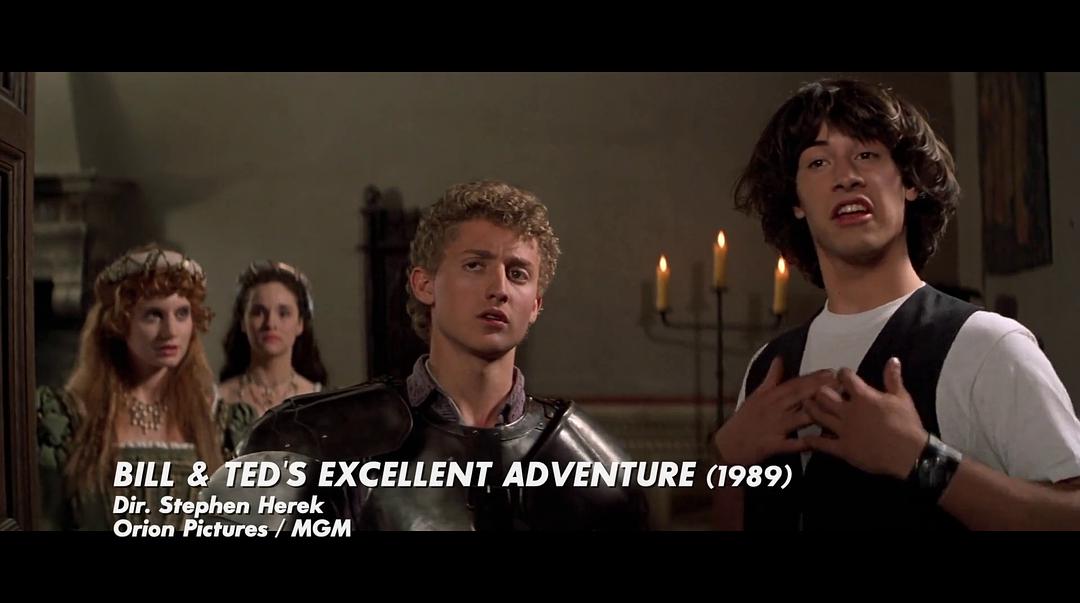 BILL & TED'S EXCELLENT ADVENTURE (1989)
Dir. Stephen Herek
Orion Pictures / MGM